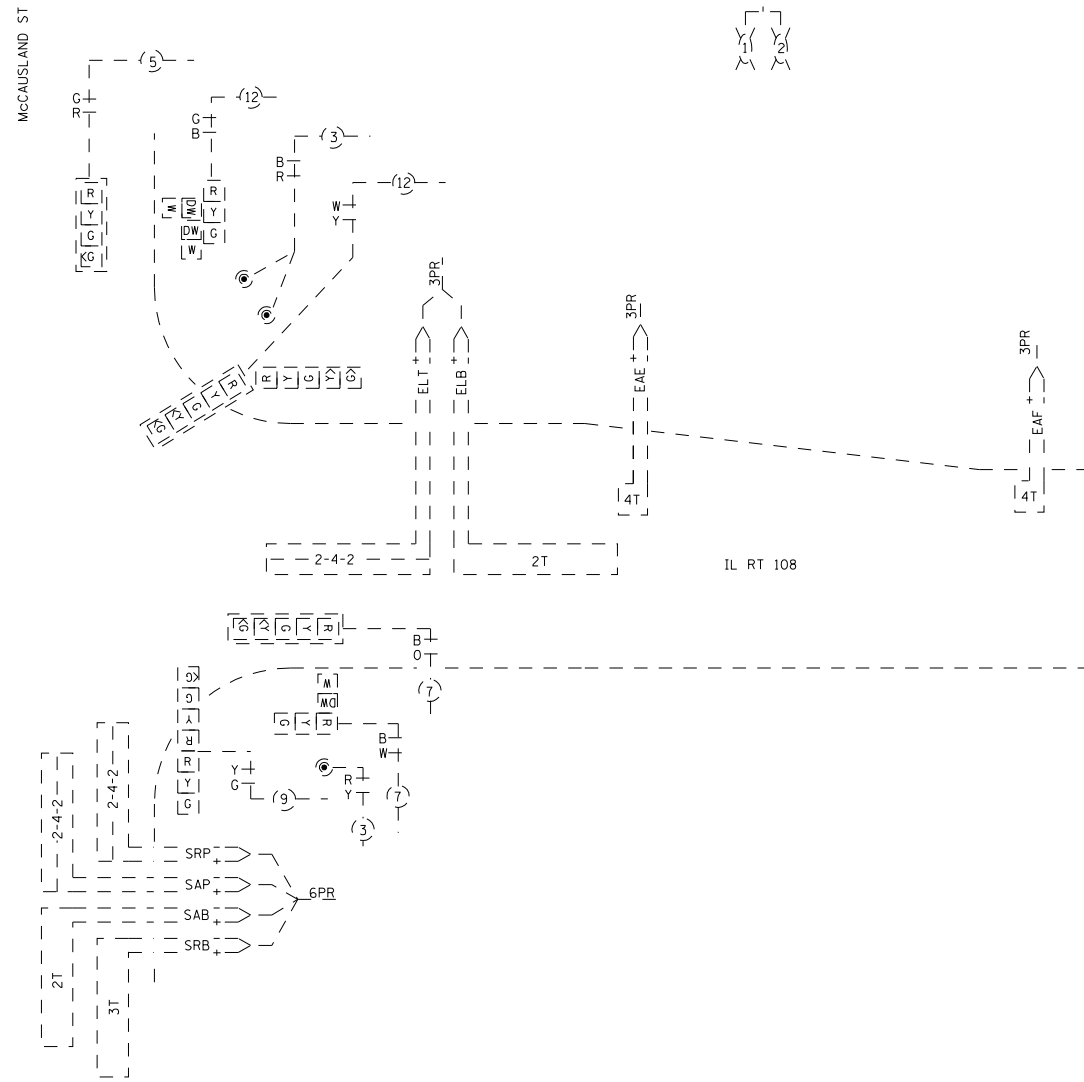 McCAUSLAND ST
1 2
5
G
R
12
G
B
3
B
R
12
W
Y
R
Y
G
G
W
DW
DW
W
R
Y
G
3PR
3PR
3PR
ELT +
ELB +
EAE +
EAF +
R Y G Y G
R Y G Y G
4T
4T
2-4-2
2T
IL RT 108
G Y G Y R
B
O
7
G
G
Y
R
R
Y
G
W
DW
G Y R
B
W
7
Y
G
9
R
Y
3
2-4-2
2-4-2
SRP +
SAP +
SAB +
SRB +
6PR
2T
3T